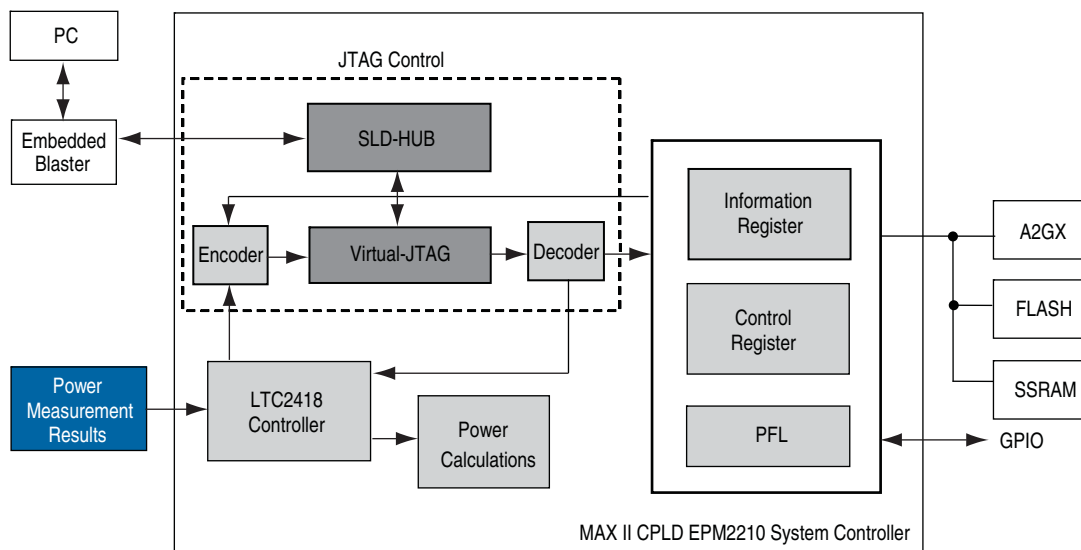 PC
JTAG Control
Embedded
Blaster
SLD-HUB
Encoder
Virtual-JTAG
Decoder
Information
Register
Control
Register
PFL
A2GX
FLASH
SSRAM
GPIO
Power
Measurement
Results
LTC2418
Controller
Power
Calculations
MAX II CPLD EPM2210 System Controller